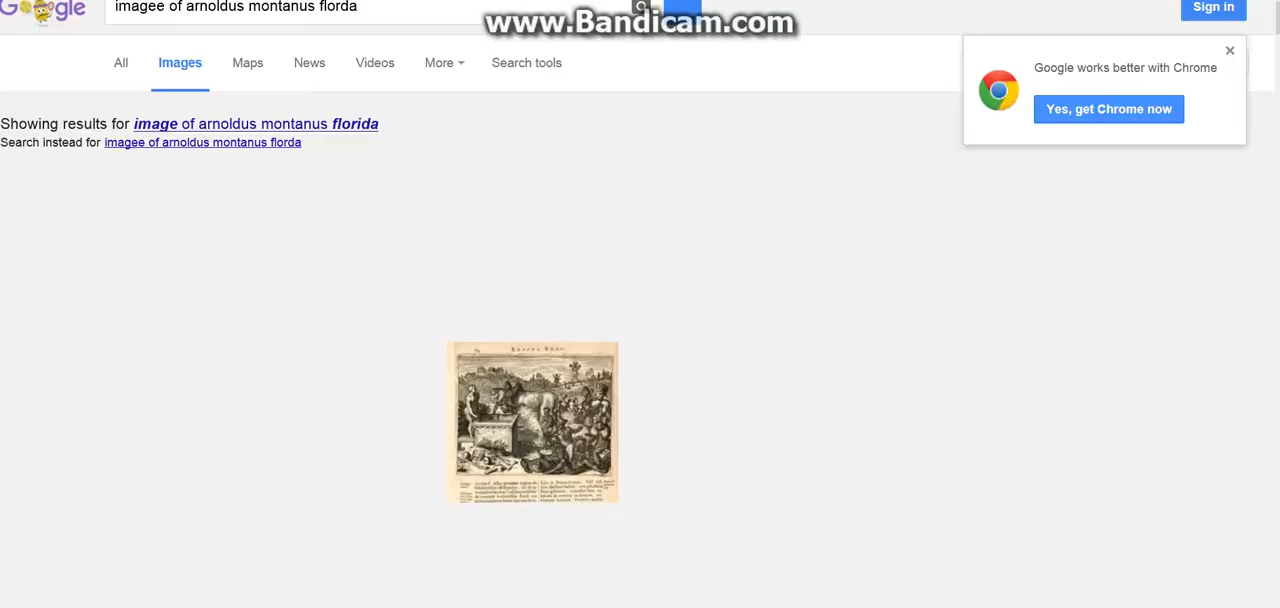 Google
imagee of arnoldus montanus florda
www.Bandicam.com
Sign in
All
Images
Maps
News
Videos
More
Search tools
Google works better with Chrome
Yes, get Chrome now
Showing results for image of arnoldus montanus florida
Search instead for imagee of arnoldus montanus florda